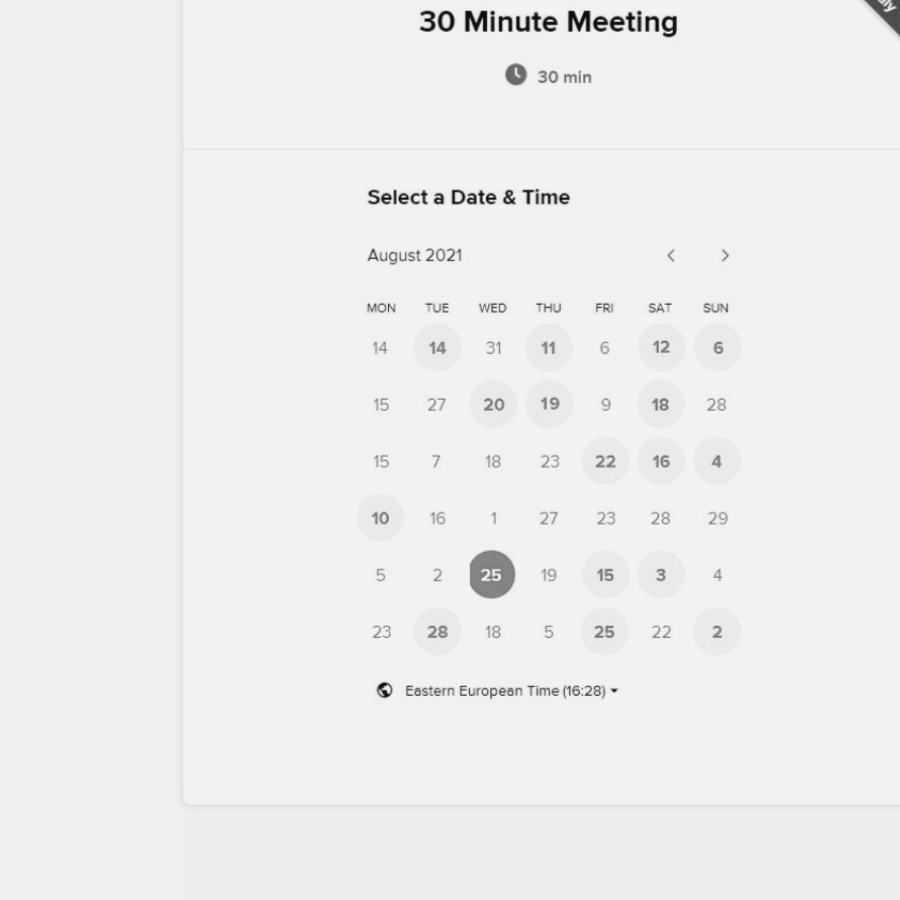 30 Minute Meeting
30 min
Select a Date & Time
August 2021
MON TUE WED THU FRI SAT SUN
14 14 31 11 6 12 6
15 27 20 19 9 18 28
15 7 18 23 22 16 4
10 16 1 27 23 28 29
5 2 25 19 15 3 4
23 28 18 5 25 22 2
Eastern European Time (16:28)